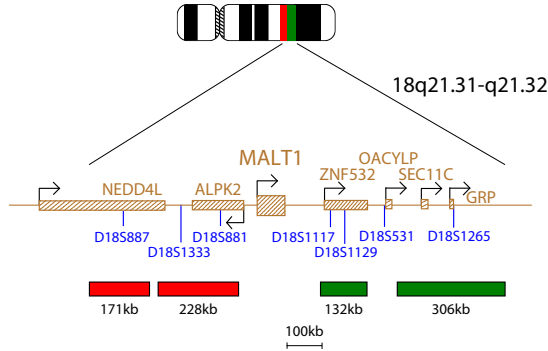 18q21.31-q21.32
MALT1
OACYLP
NEDD4L
ALPK2
ZNF532
SEC11C
GRP
D18S887
D18S1333
D18S881
D18S1117
D18S1129
D18S531
D18S1265
171kb
228kb
132kb
306kb
100kb